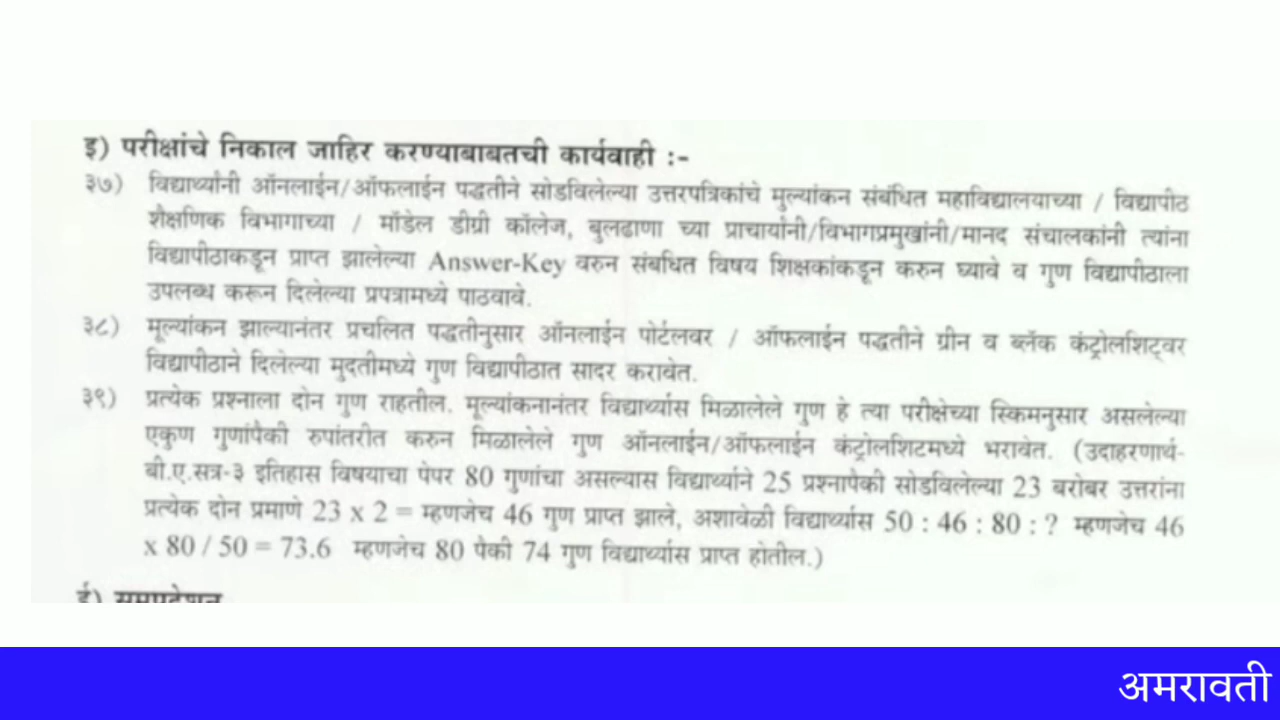 इ) परीक्षांचे निकाल जाहिर करण्याबाबतची कार्यवाही :-
३७) विद्यार्थ्यांनी ऑनलाईन/ऑफलाईन पद्धतीने सोडविलेल्या उत्तरपत्रिकांचे मुल्यांकन संबंधित महाविद्यालयाच्या / विद्यापीठ
शैक्षणिक विभागाच्या / मॉडेल डीग्री कॉलेज, बुलढाणा च्या प्राचार्यांनी/विभागप्रमुखांनी/मानद संचालकांनी त्यांना
विद्यापीठाकडून प्राप्त झालेल्या Answer-Key वरुन संबधित विषय शिक्षकांकडून करुन घ्यावे व गुण विद्यापीठाला
उपलब्ध करून दिलेल्या प्रपत्रामध्ये पाठवावे.
३८) मूल्यांकन झाल्यानंतर प्रचलित पद्धतीनुसार ऑनलाईन पोर्टलवर / ऑफलाईन पद्धतीने ग्रीन व ब्लॅक कंट्रोलशिट्वर
विद्यापीठाने दिलेल्या मुदतीमध्ये गुण विद्यापीठात सादर करावेत.
३९) प्रत्येक प्रश्नाला दोन गुण राहतील. मूल्यांकनानंतर विद्यार्थ्यास मिळालेले गुण हे त्या परीक्षेच्या स्किमनुसार असलेल्या
एकुण गुणांपैकी रुपांतरीत करुन मिळालेले गुण ऑनलाईन/ऑफलाईन कंट्रोलशिटमध्ये भरावेत. (उदाहरणार्थ-
बी.ए.सत्र-३ इतिहास विषयाचा पेपर 80 गुणांचा असल्यास विद्यार्थ्याने 25 प्रश्नापैकी सोडविलेल्या 23 बरोबर उत्तरांना
प्रत्येक दोन प्रमाणे 23 x 2 = म्हणजेच 46 गुण प्राप्त झाले, अशावेळी विद्यार्थ्यास 50 : 46 : 80 : ? म्हणजेच 46
x 80 / 50 = 73.6 म्हणजेच 80 पैकी 74 गुण विद्यार्थ्यास प्राप्त होतील.)
अमरावती